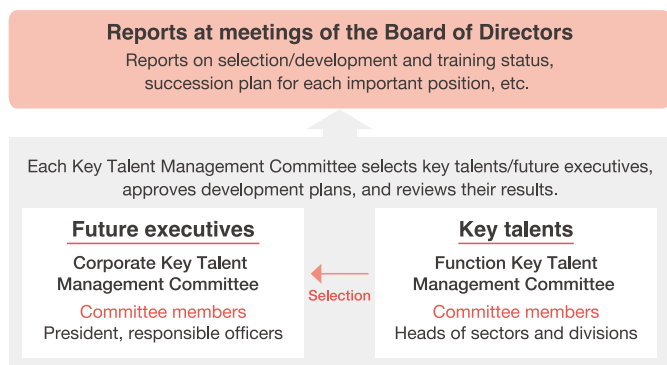 Reports at meetings of the Board of Directors
Reports on selection/development and training status,
succession plan for each important position, etc.
Each Key Talent Management Committee selects key talents/future executives,
approves development plans, and reviews their results.
Future executives
Corporate Key Talent
Management Committee
Committee members
President, responsible officers
Selection
Key talents
Function Key Talent
Management Committee
Committee members
Heads of sectors and divisions